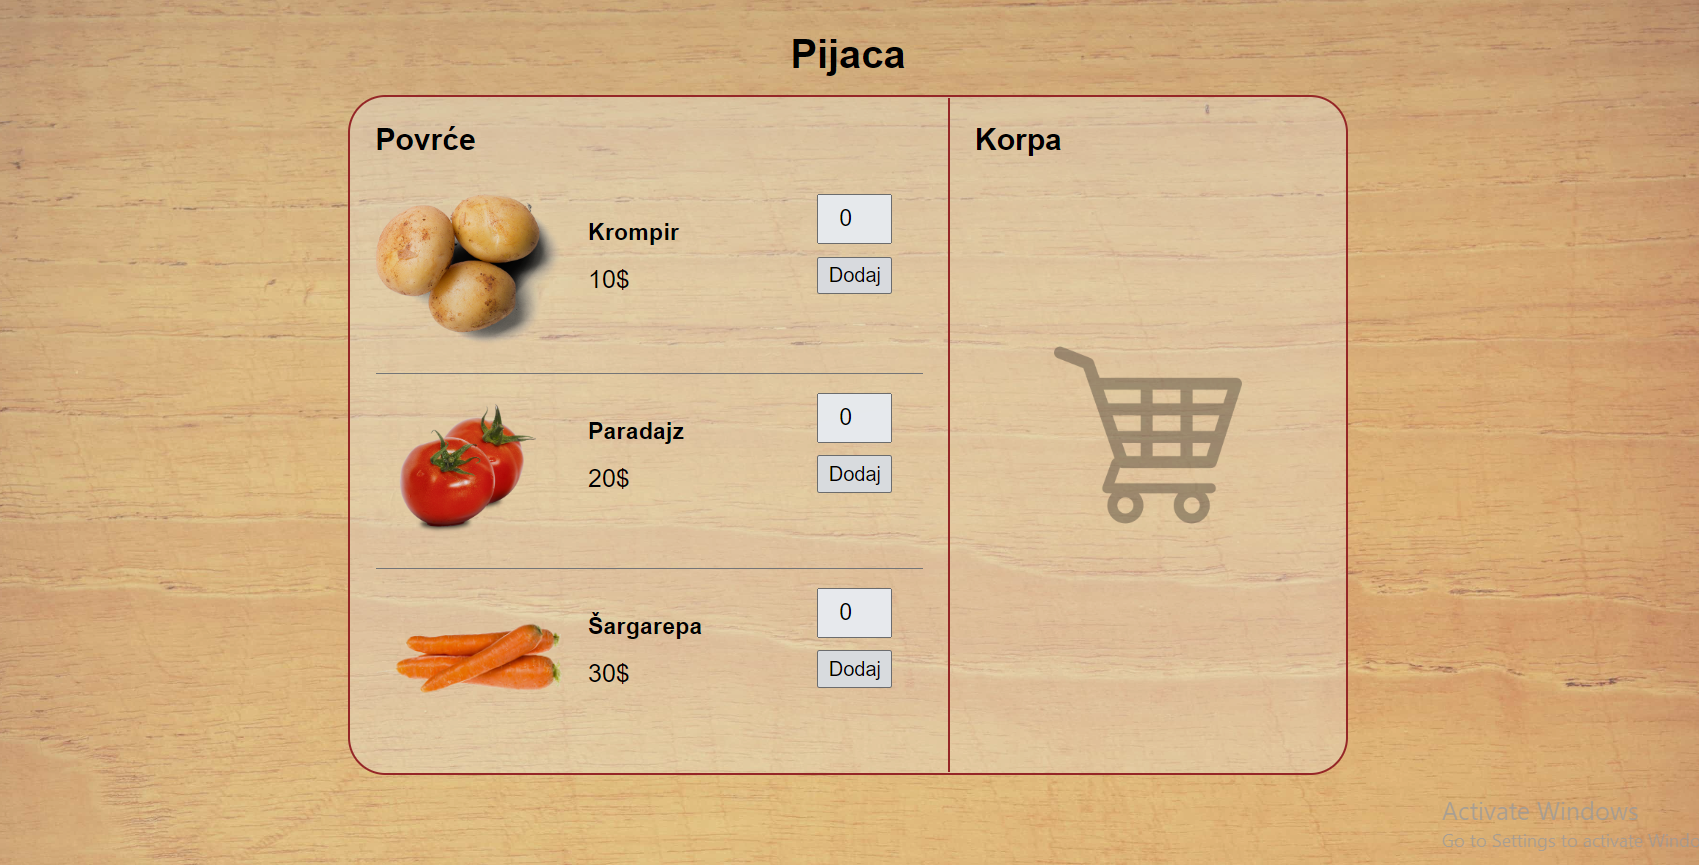 Pijaca
Povrće
Krompir
10$
0
Dodaj
Paradajz
20$
0
Dodaj
Šargarepa
30$
0
Dodaj
Korpa
Activate Windows
Go to Settings to activate Windo